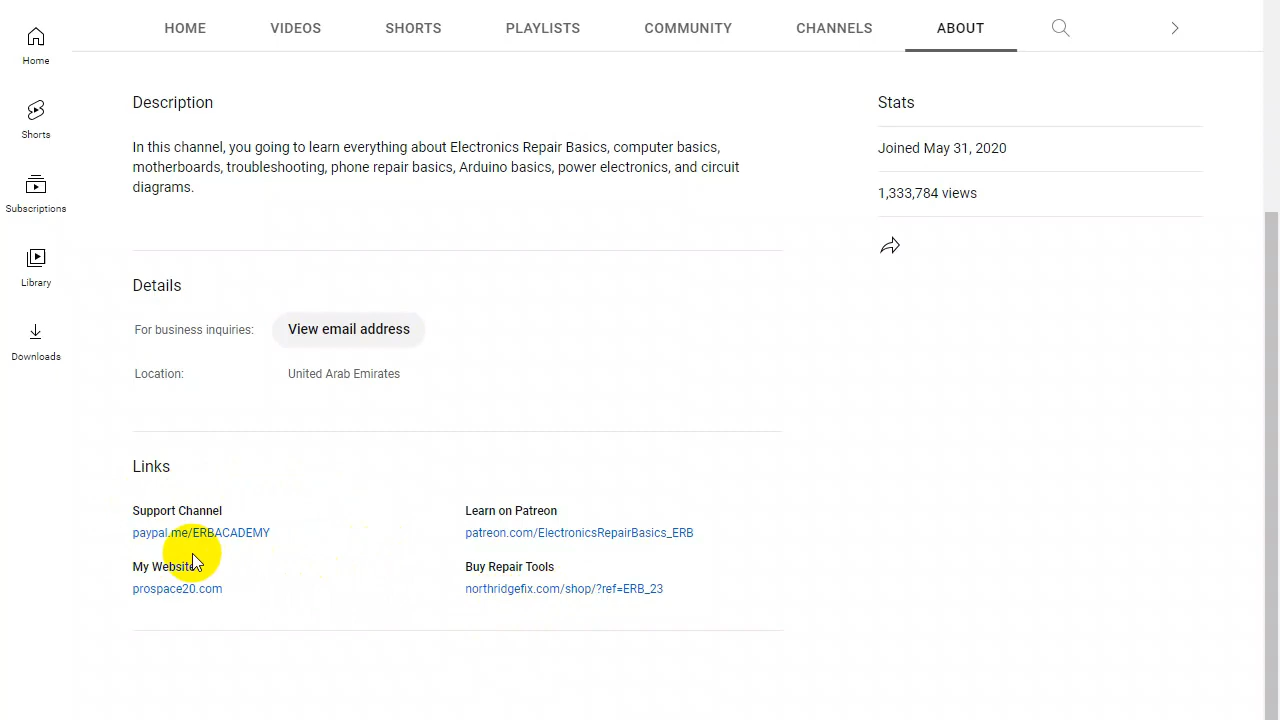 HOME VIDEOS SHORTS PLAYLISTS COMMUNITY CHANNELS ABOUT
Home
Shorts
Subscriptions
Library
Downloads
Description
In this channel, you going to learn everything about Electronics Repair Basics, computer basics,
motherboards, troubleshooting, phone repair basics, Arduino basics, power electronics, and circuit
diagrams.
Stats
Joined May 31, 2020
1,333,784 views
Details
For business inquiries: View email address
Location: United Arab Emirates
Links
Support Channel
paypal.me/ERBACADEMY
Learn on Patreon
patreon.com/ElectronicsRepairBasics_ERB
My Website
prospace20.com
Buy Repair Tools
northridgefix.com/shop/?ref=ERB_23